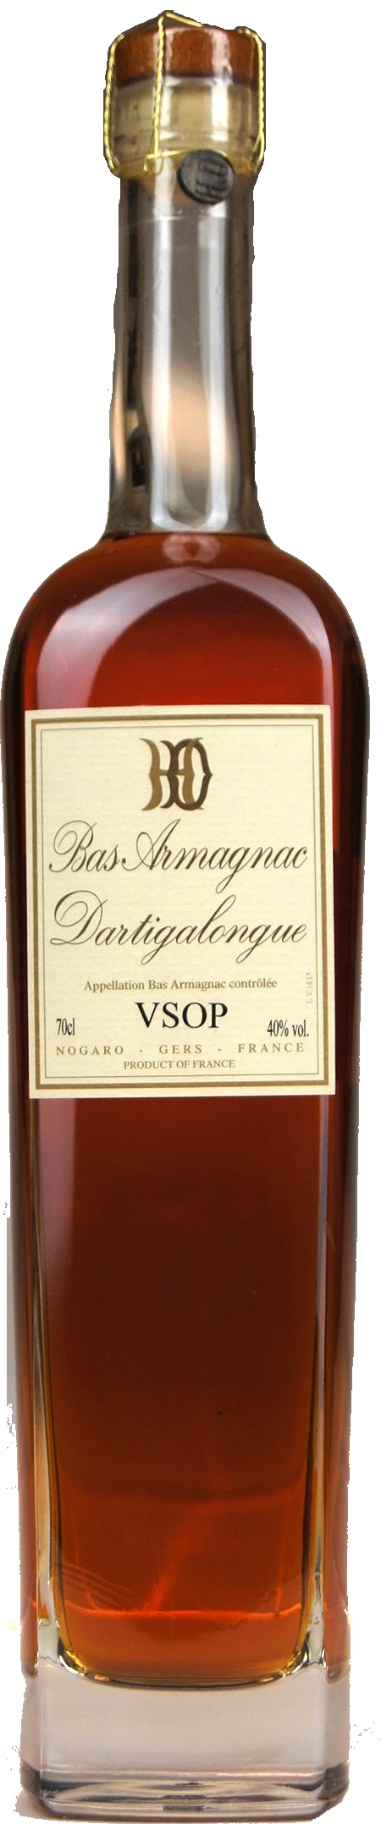 Bas Armagnac
Dartigalongue
Appellation Bas Armagnac contrôlée
VSOP
70cl 40% vol.
NOGARO - GERS - FRANCE
PRODUCT OF FRANCE